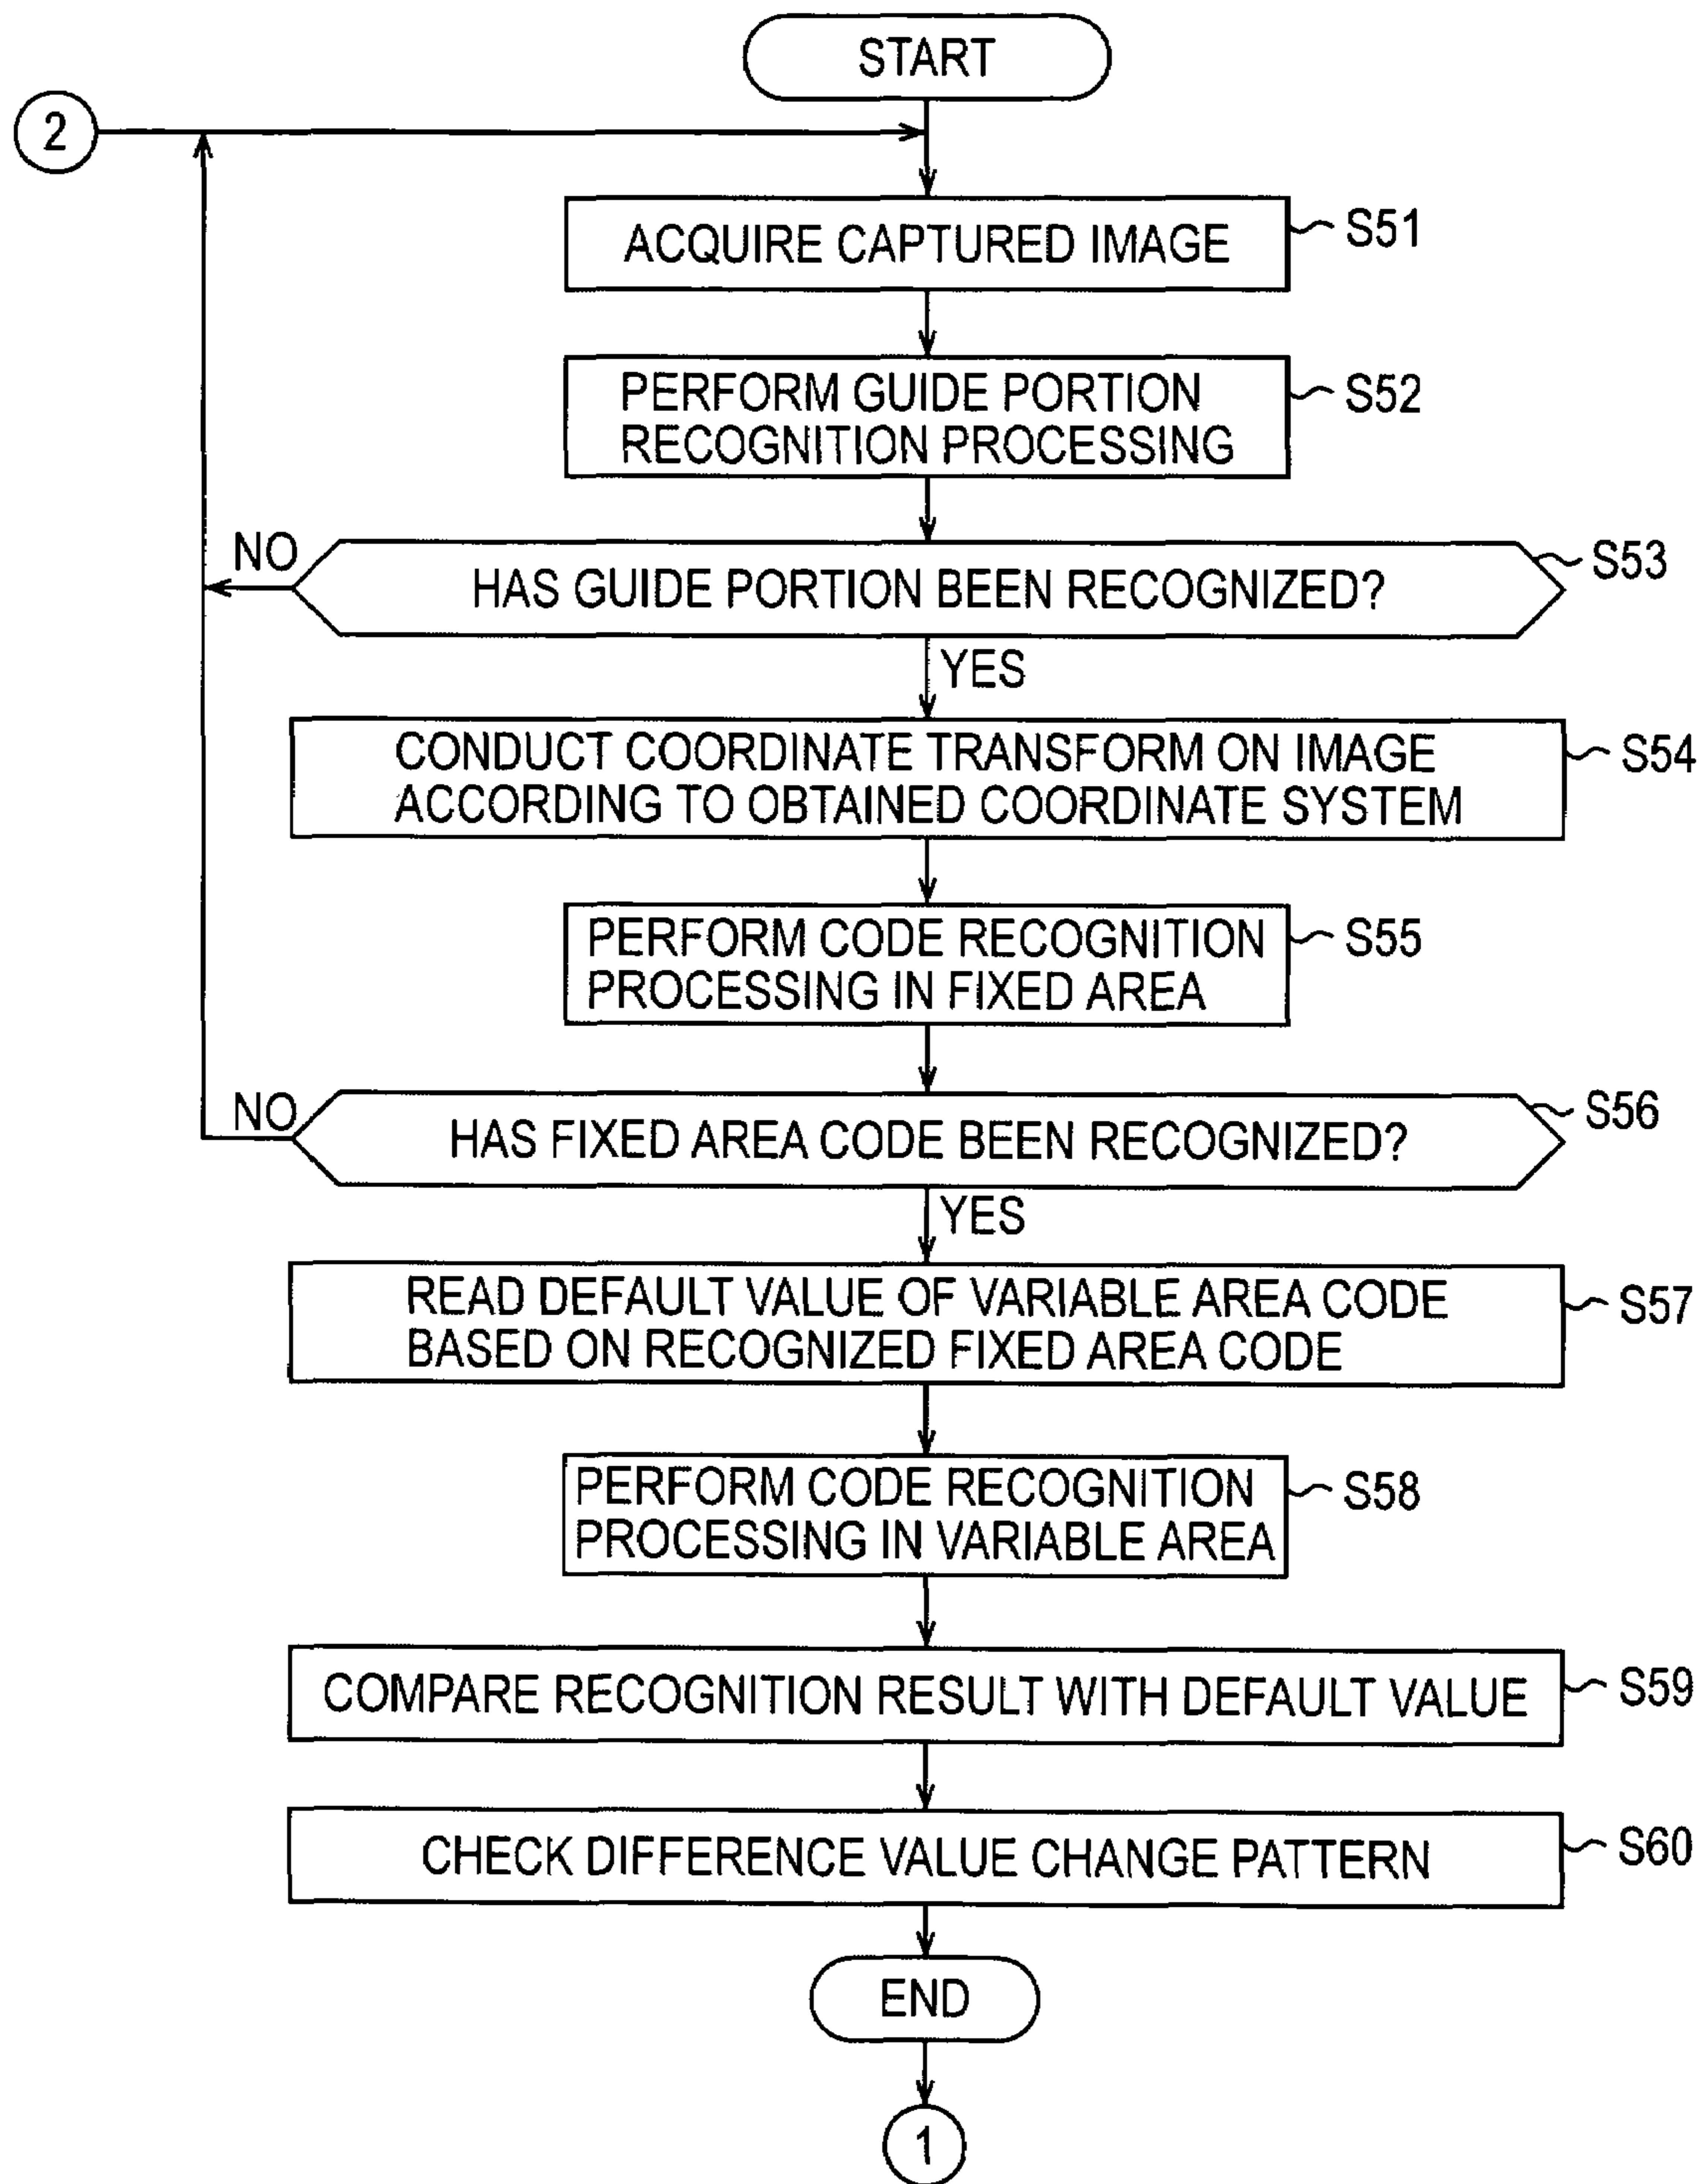 START
2
ACQUIRE CAPTURED IMAGE
S51
PERFORM GUIDE PORTION
RECOGNITION PROCESSING
S52
NO
HAS GUIDE PORTION BEEN RECOGNIZED?
S53
YES
CONDUCT COORDINATE TRANSFORM ON IMAGE
ACCORDING TO OBTAINED COORDINATE SYSTEM
S54
PERFORM CODE RECOGNITION
PROCESSING IN FIXED AREA
S55
NO
HAS FIXED AREA CODE BEEN RECOGNIZED?
S56
YES
READ DEFAULT VALUE OF VARIABLE AREA CODE
BASED ON RECOGNIZED FIXED AREA CODE
S57
PERFORM CODE RECOGNITION
PROCESSING IN VARIABLE AREA
S58
COMPARE RECOGNITION RESULT WITH DEFAULT VALUE
S59
CHECK DIFFERENCE VALUE CHANGE PATTERN
S60
END
1